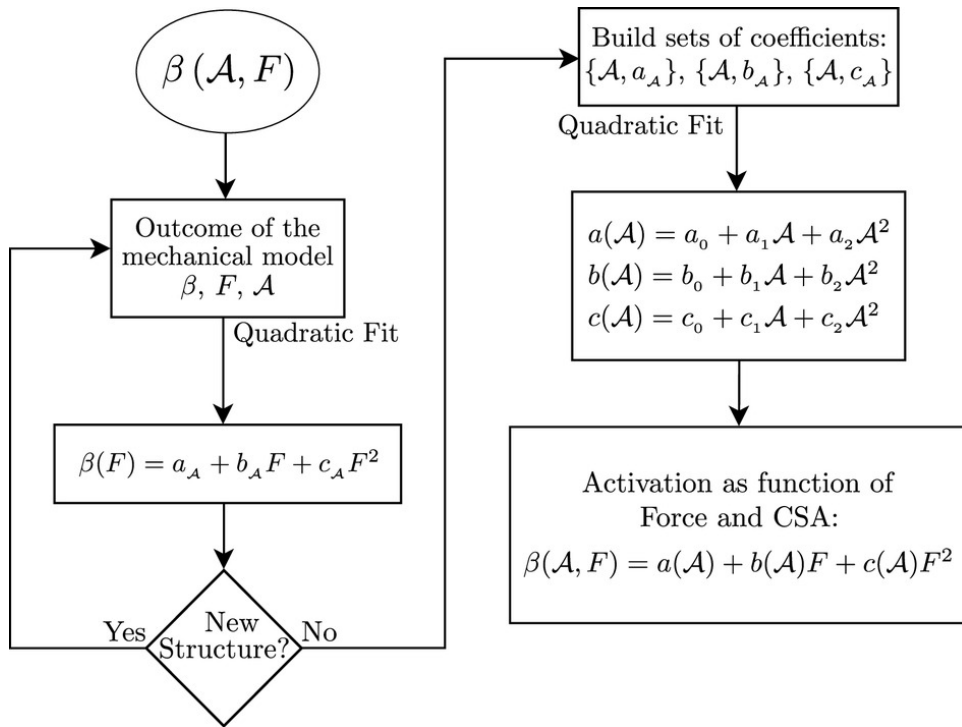 β (𝒜, F)
Outcome of the
mechanical model
β, F, 𝒜
Quadratic Fit
β(F) = a_𝒜 + b_𝒜F + c_𝒜F²
New
Structure?
Yes
No
Build sets of coefficients:
{𝒜, a_𝒜}, {𝒜, b_𝒜}, {𝒜, c_𝒜}
Quadratic Fit
a(𝒜) = a₀ + a₁𝒜 + a₂𝒜²
b(𝒜) = b₀ + b₁𝒜 + b₂𝒜²
c(𝒜) = c₀ + c₁𝒜 + c₂𝒜²
Activation as function of
Force and CSA:
β(𝒜, F) = a(𝒜) + b(𝒜)F + c(𝒜)F²